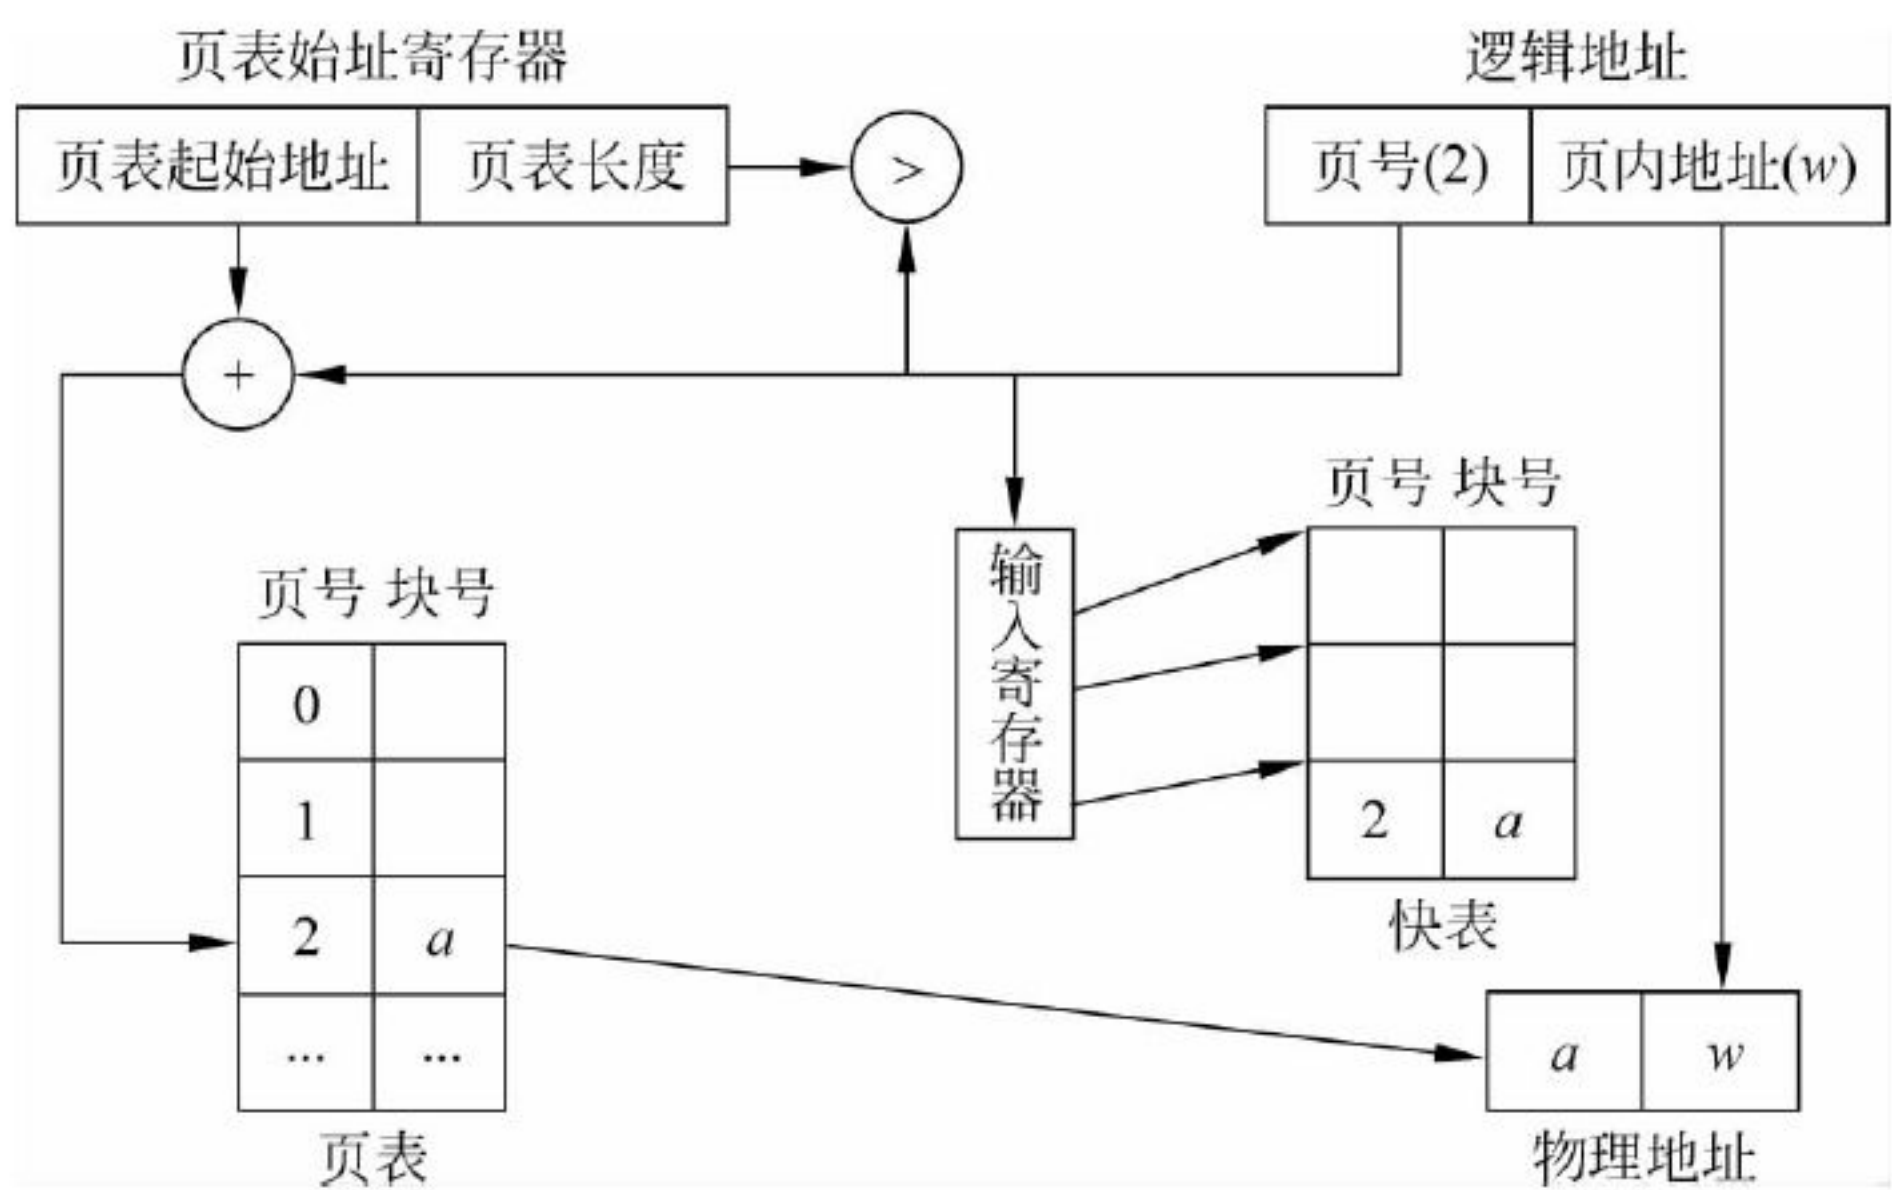 页表始址寄存器
逻辑地址
页表起始地址 页表长度
>
页号(2) 页内地址(w)
+
页号 块号
输入寄存器
2 a
快表
页号 块号
0
1
2 a
... ...
页表
a w
物理地址